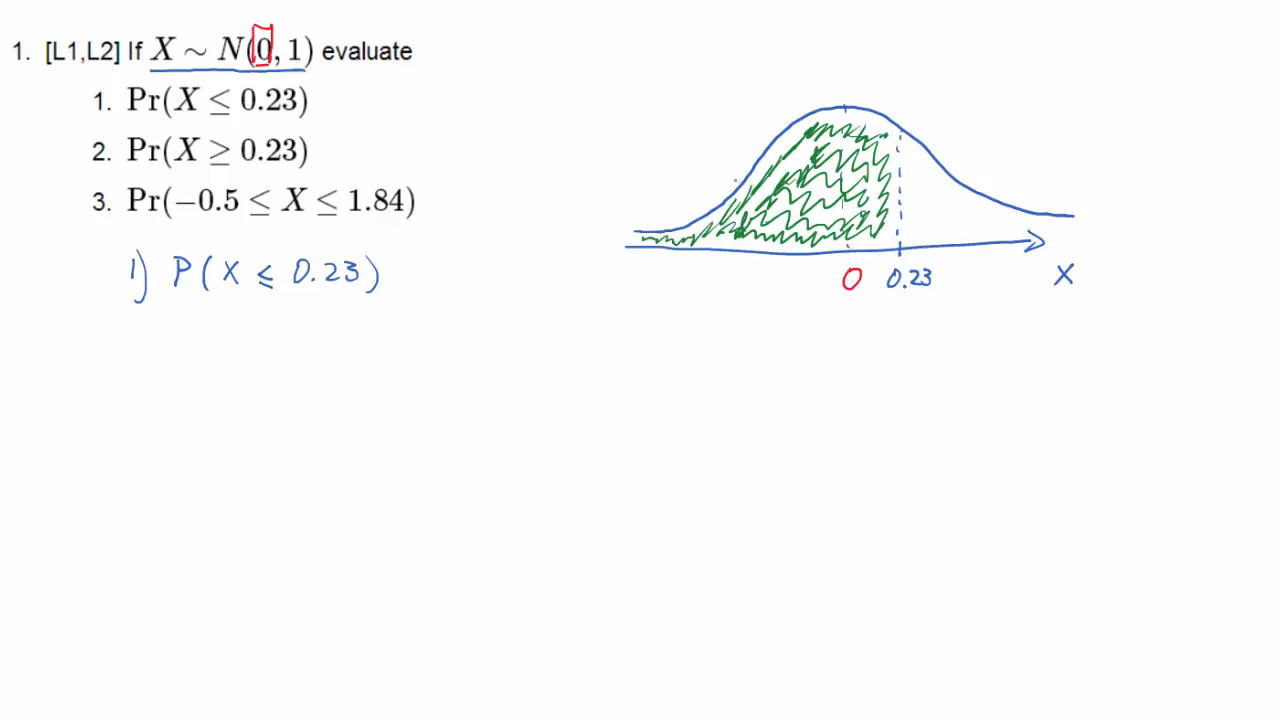 1. [L1,L2] If X ∼ N(0, 1) evaluate
1. Pr(X ≤ 0.23)
2. Pr(X ≥ 0.23)
3. Pr(−0.5 ≤ X ≤ 1.84)
1) P(X ≤ 0.23)
0 0.23 X